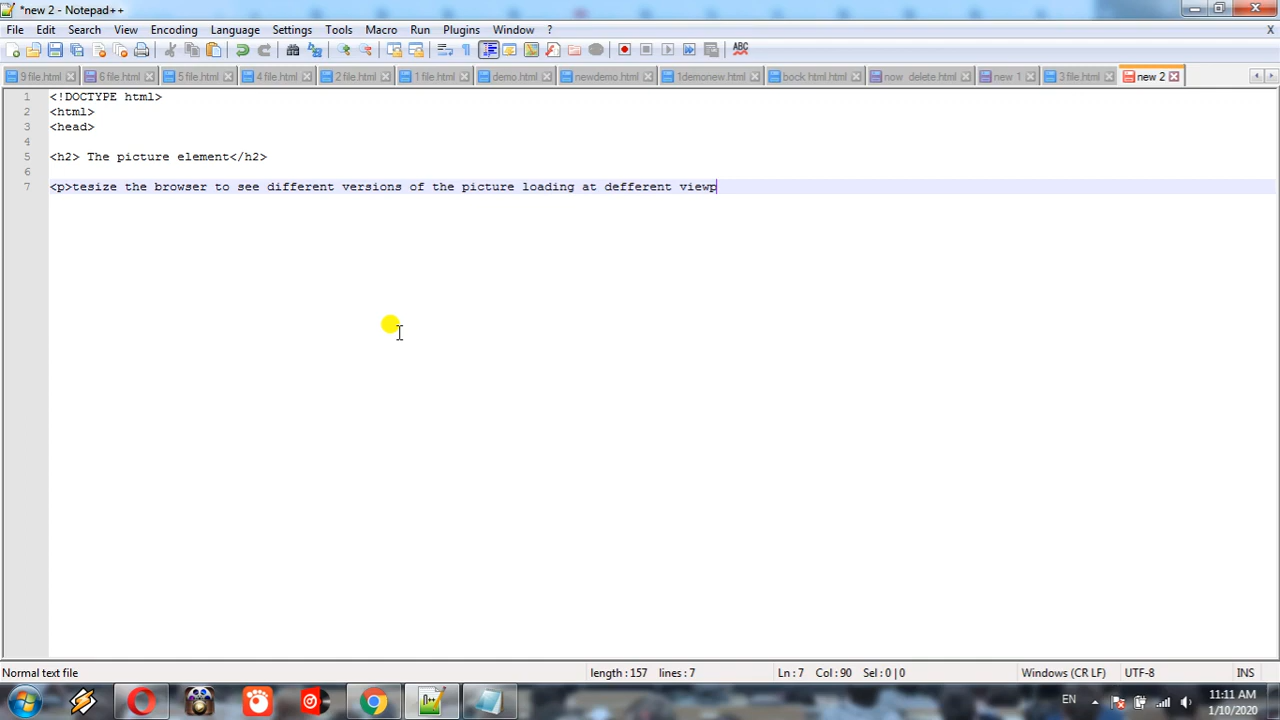 *new 2 - Notepad++
File Edit Search View Encoding Language Settings Tools Macro Run Plugins Window ? X
ABC
9 file.html 6 file.html 5 file.html 4 file.html 2 file.html 1 file.html demo.html newdemo.html 1demonew.html bock html.html now delete.html new 1 3 file.html new 2
1 <!DOCTYPE html>
2 <html>
3 <head>
4
5 <h2> The picture element</h2>
6
7 <p>tesize the browser to see different versions of the picture loading at defferent viewp
Normal text file length : 157 lines : 7 Ln : 7 Col : 90 Sel : 0 | 0 Windows (CR LF) UTF-8 INS
EN 11:11 AM
1/10/2020